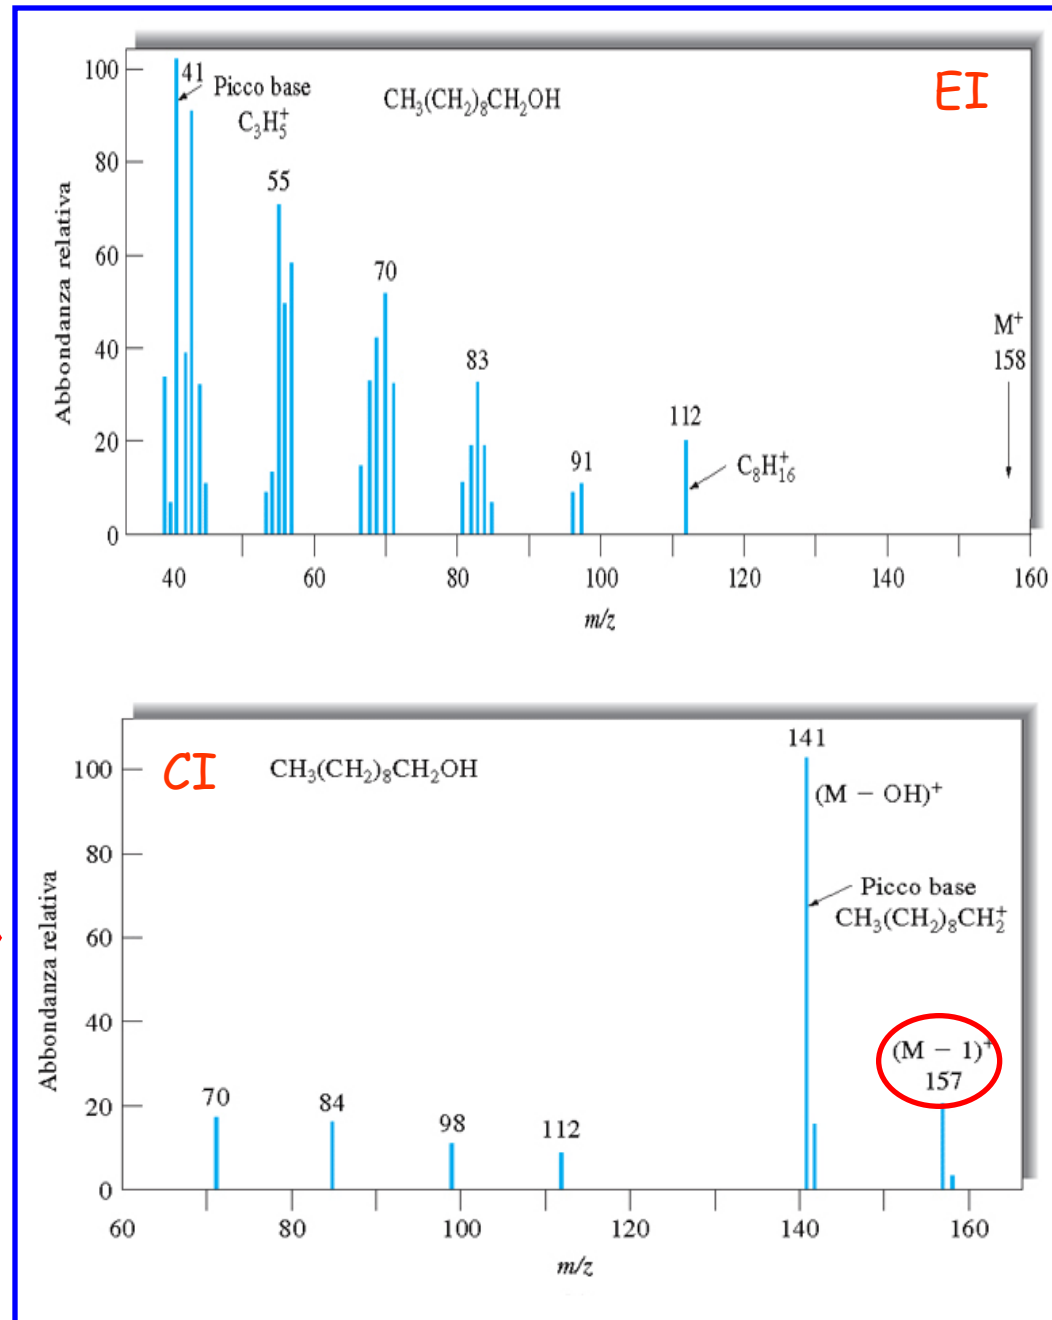 EI
CH₃(CH₂)₈CH₂OH
41
Picco base
C₃H₅⁺
55
70
83
91
112
C₈H₁₆⁺
M⁺
158
Abbondanza relativa
100
80
60
40
20
0
40 60 80 100 120 140 160
m/z
CI
CH₃(CH₂)₈CH₂OH
141
(M − OH)⁺
Picco base
CH₃(CH₂)₈CH₂⁺
(M − 1)⁺
157
70
84
98
112
Abbondanza relativa
100
80
60
40
20
0
60 80 100 120 140 160
m/z